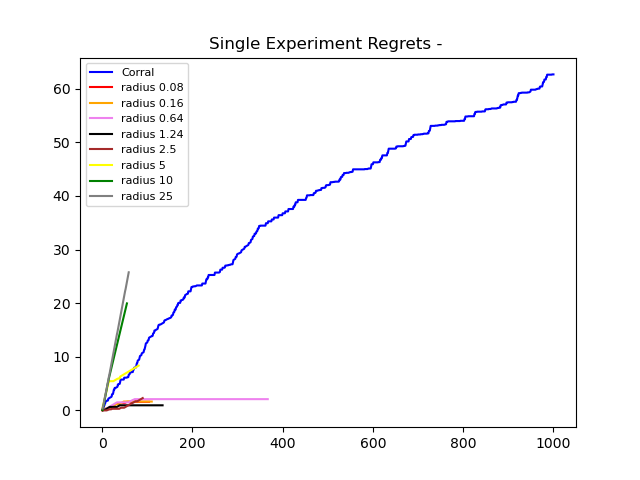 Single Experiment Regrets -
Corral
radius 0.08
radius 0.16
radius 0.64
radius 1.24
radius 2.5
radius 5
radius 10
radius 25
60
50
40
30
20
10
0
0 200 400 600 800 1000